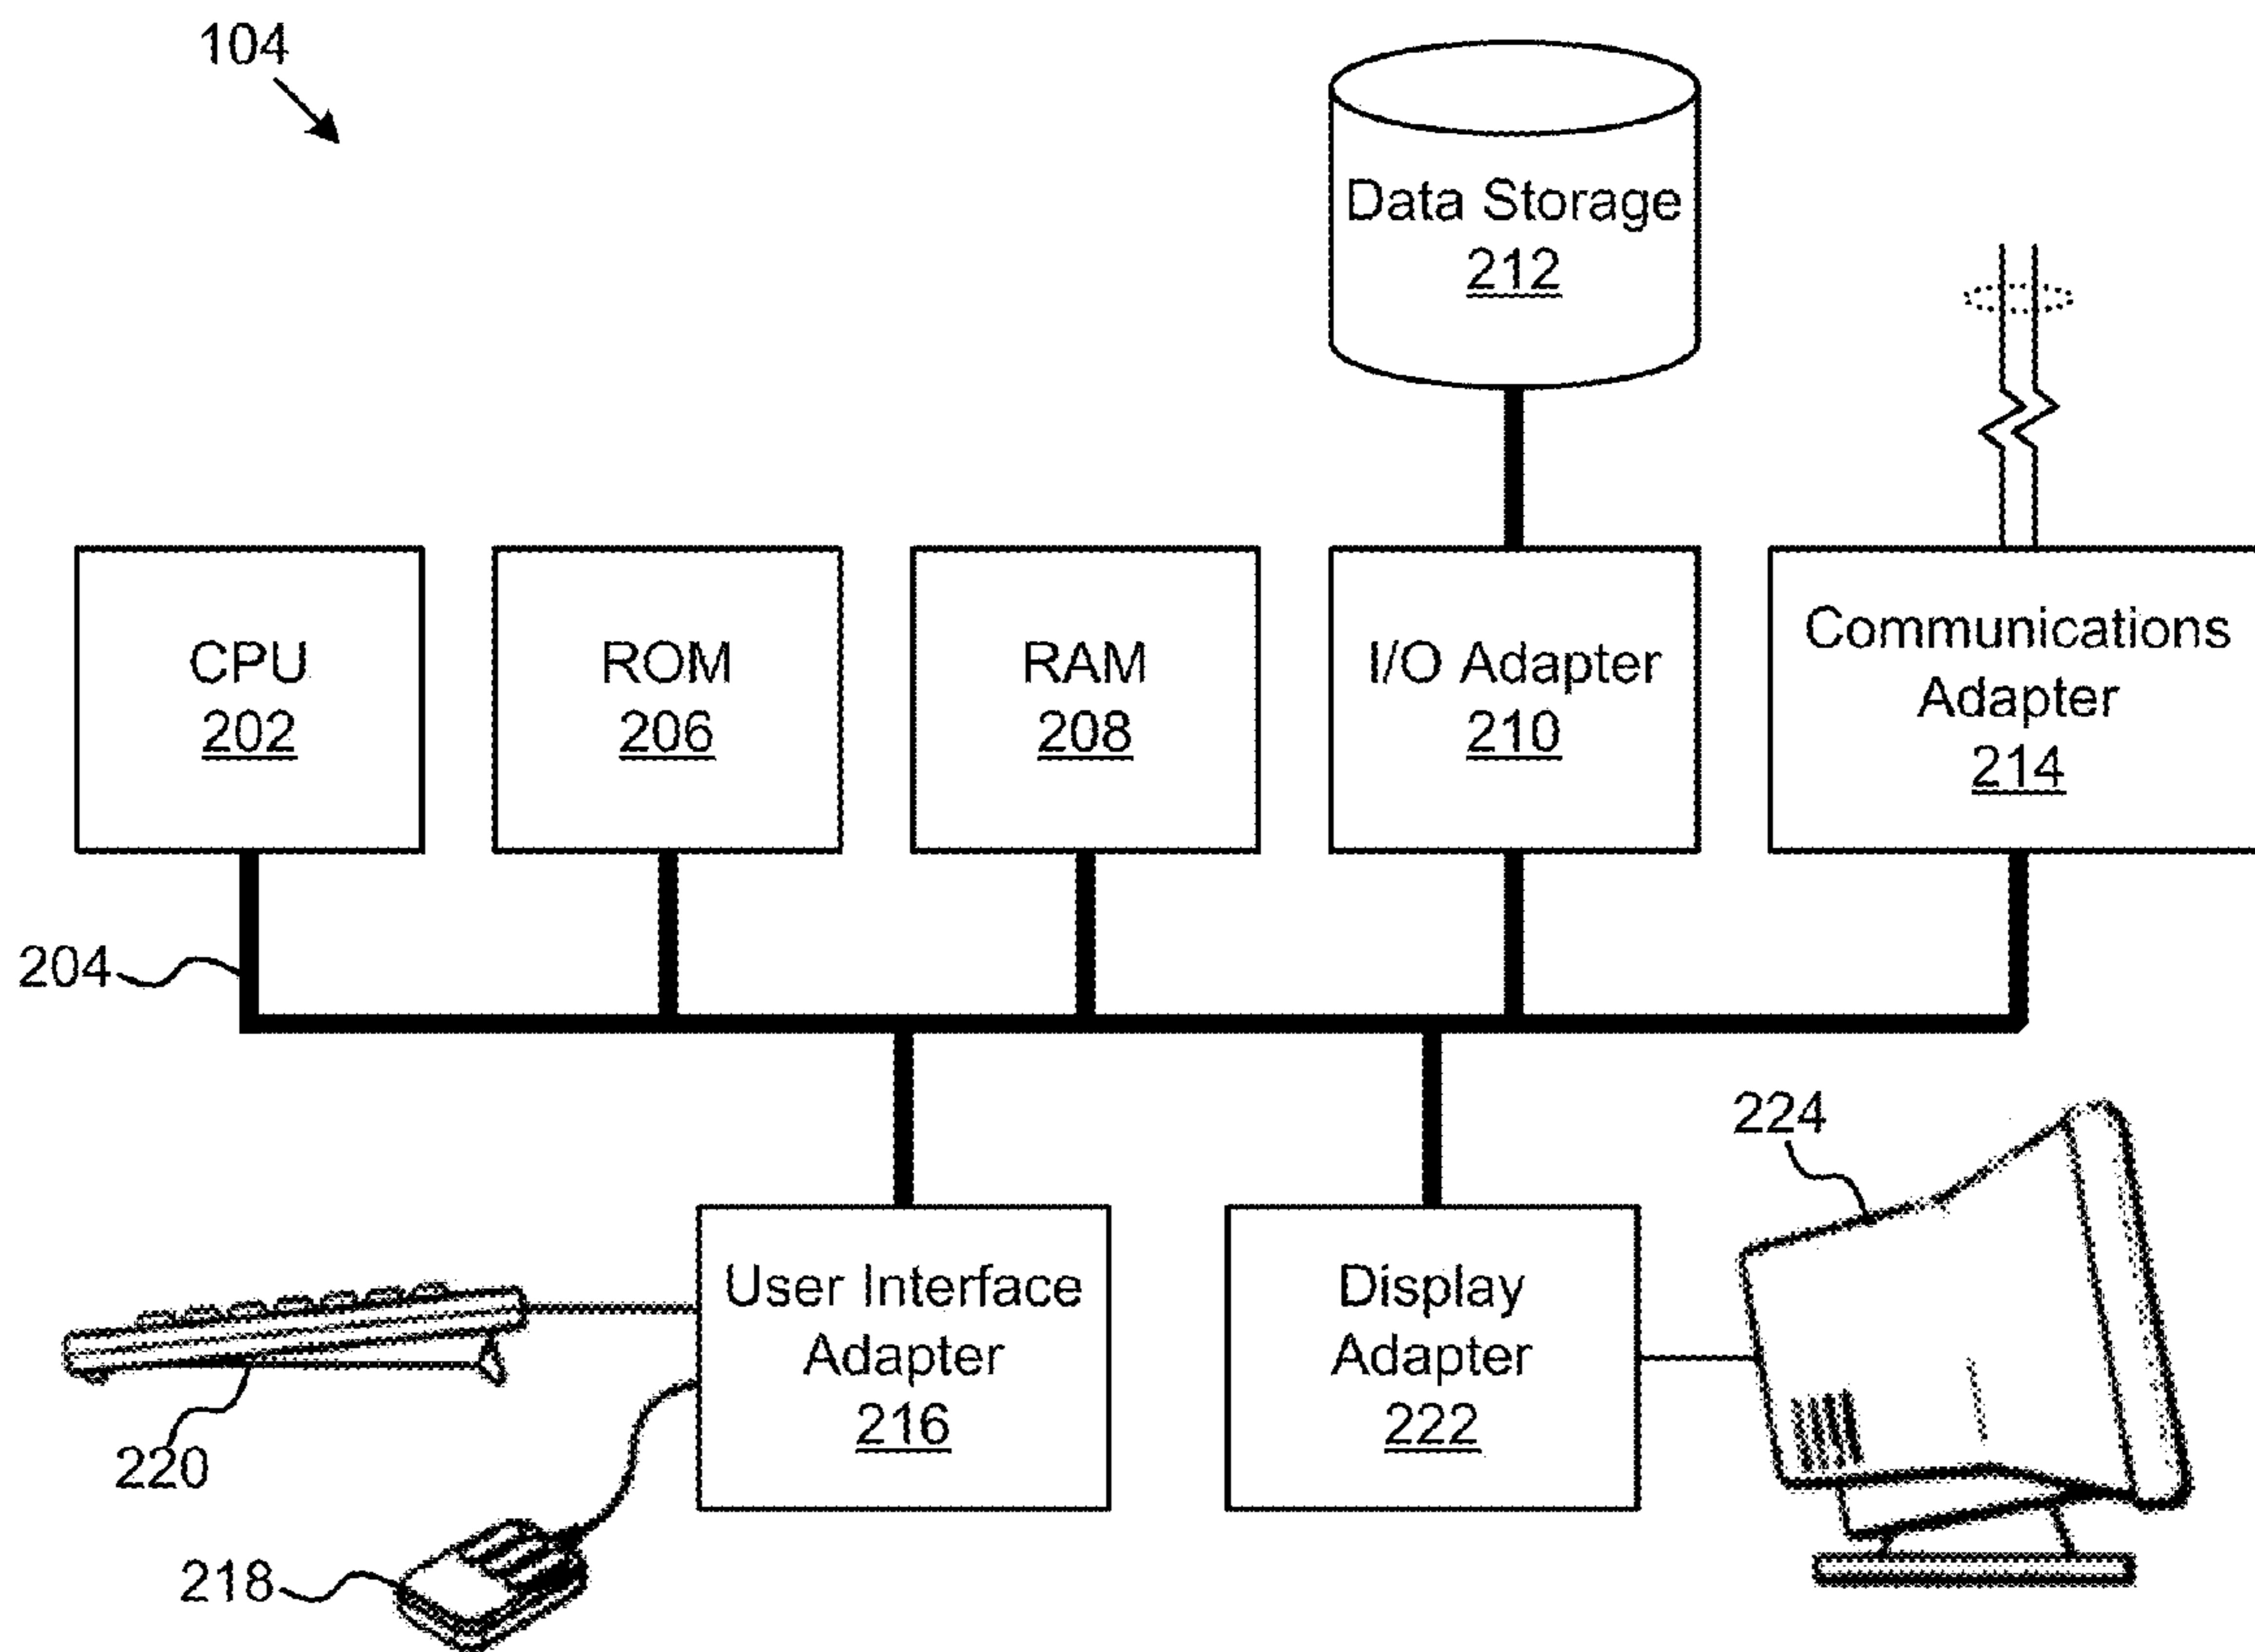 104
Data Storage
212
CPU
202
ROM
206
RAM
208
I/O Adapter
210
Communications
Adapter
214
204
224
User Interface
Adapter
216
Display
Adapter
222
220
218